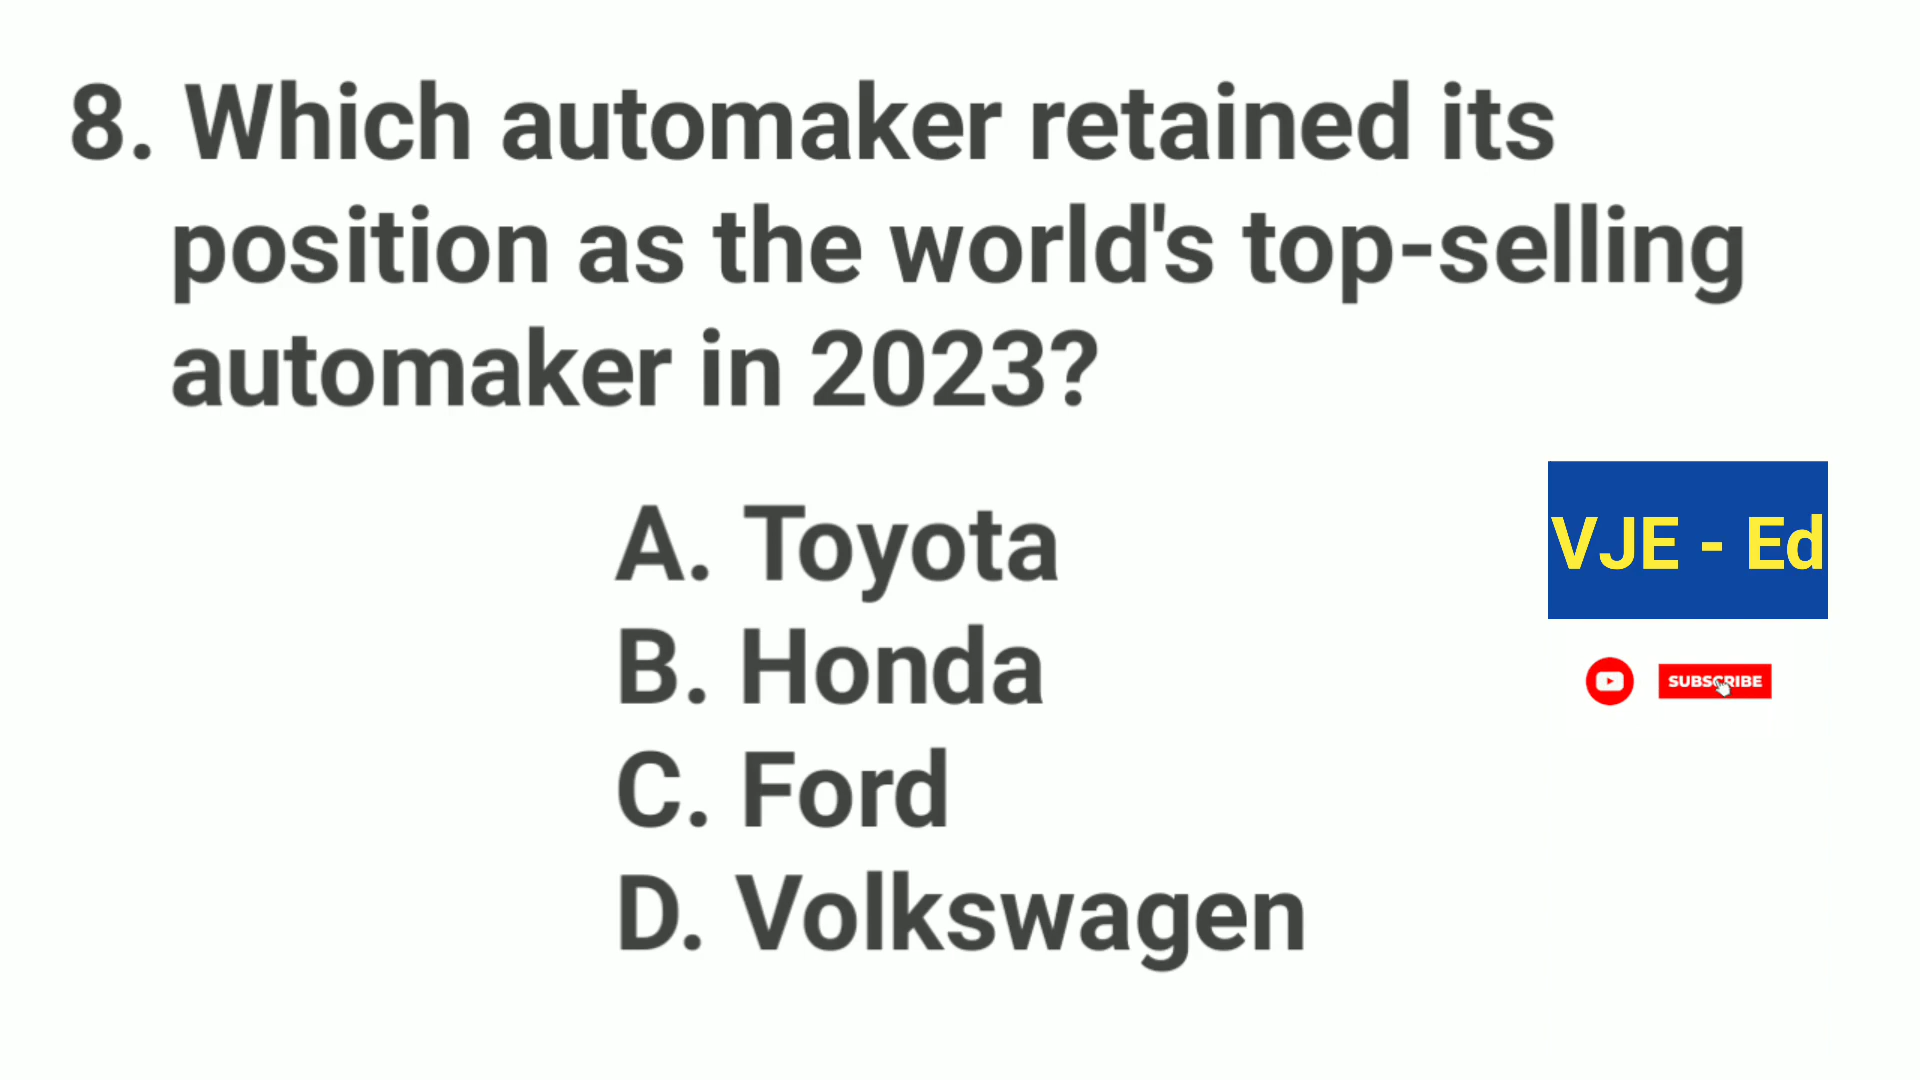 8. Which automaker retained its
position as the world's top-selling
automaker in 2023?
A. Toyota
B. Honda
C. Ford
D. Volkswagen
VJE - Ed
SUBSCRIBE